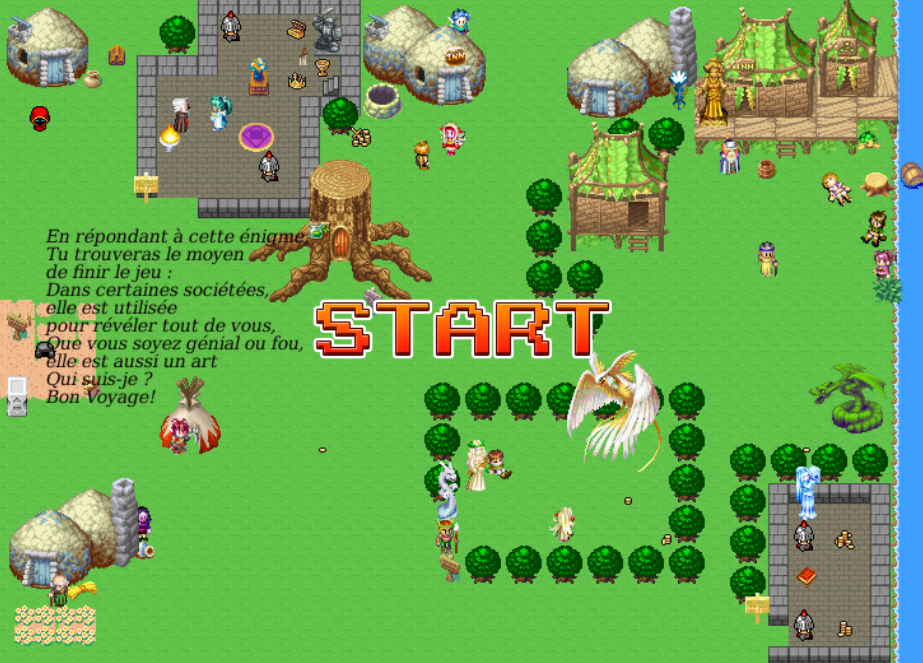 INN
INN
En répondant à cette énigme,
Tu trouveras le moyen
de finir le jeu :
Dans certaines sociétées,
elle est utilisée
pour révéler tout de vous,
Que vous soyez génial ou fou,
elle est aussi un art
Qui suis-je ?
Bon Voyage!
START